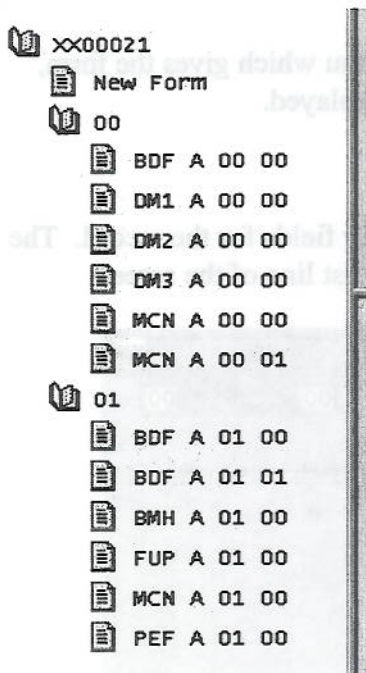 XX00021
New Form
00
BDF A 00 00
DM1 A 00 00
DM2 A 00 00
DM3 A 00 00
MCN A 00 00
MCN A 00 01
01
BDF A 01 00
BDF A 01 01
BMH A 01 00
FUP A 01 00
MCN A 01 00
PEF A 01 00